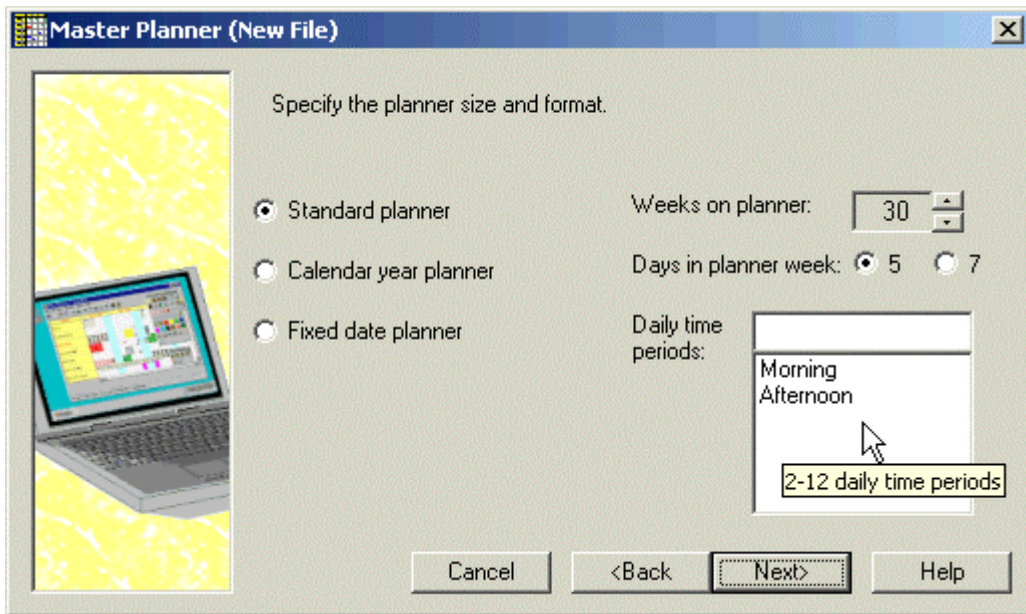 Master Planner (New File)
Specify the planner size and format.
Standard planner
Weeks on planner: 30
Calendar year planner
Days in planner week: 5 7
Fixed date planner
Daily time
periods:
Morning
Afternoon
2-12 daily time periods
Cancel <Back Next> Help